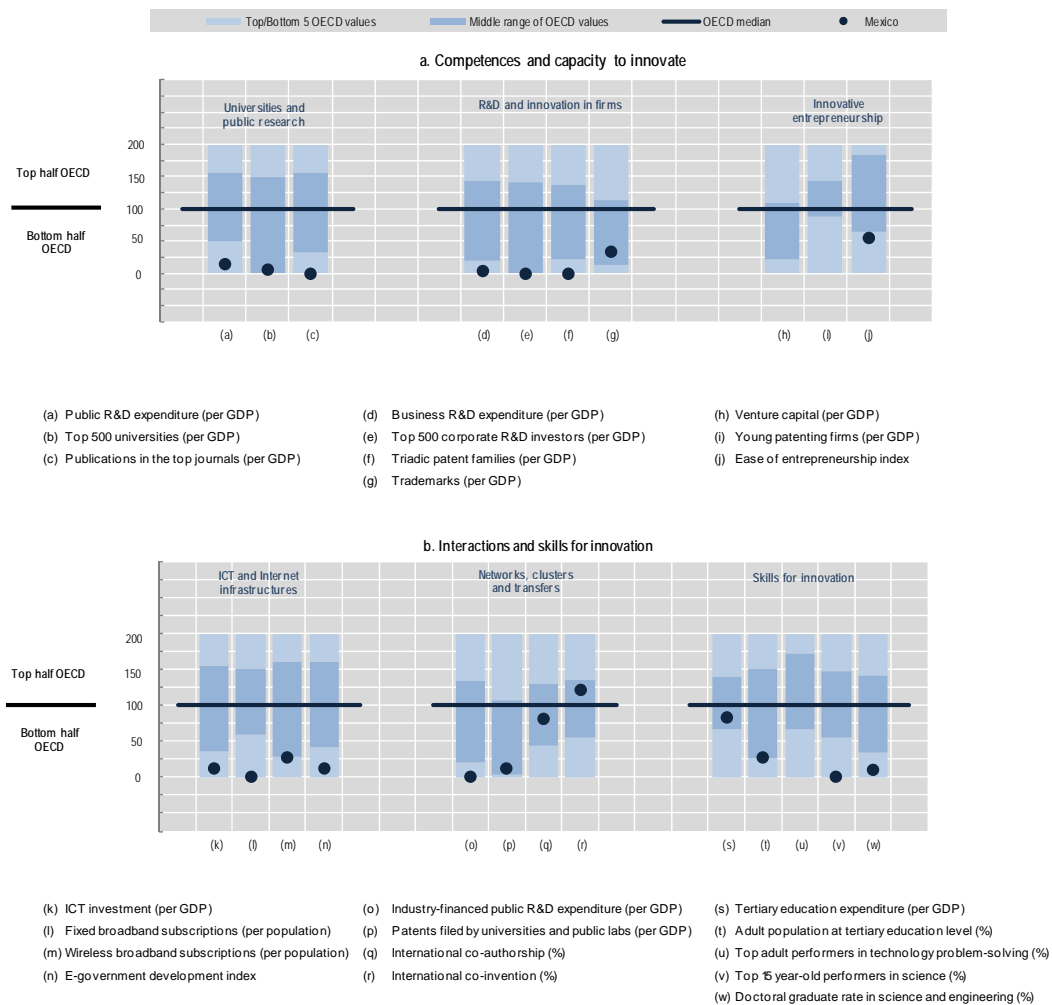 Top/Bottom 5 OECD values Middle range of OECD values OECD median Mexico
a. Competences and capacity to innovate
Universities and
public research
R&D and innovation in firms
Innovative
entrepreneurship
200
Top half OECD
150
100
Bottom half
OECD
50
0
(a) (b) (c) (d) (e) (f) (g) (h) (i) (j)
(a) Public R&D expenditure (per GDP)
(b) Top 500 universities (per GDP)
(c) Publications in the top journals (per GDP)
(d) Business R&D expenditure (per GDP)
(e) Top 500 corporate R&D investors (per GDP)
(f) Triadic patent families (per GDP)
(g) Trademarks (per GDP)
(h) Venture capital (per GDP)
(i) Young patenting firms (per GDP)
(j) Ease of entrepreneurship index
b. Interactions and skills for innovation
ICT and Internet
infrastructures
Networks, clusters
and transfers
Skills for innovation
200
Top half OECD
150
100
Bottom half
OECD
50
0
(k) (l) (m) (n) (o) (p) (q) (r) (s) (t) (u) (v) (w)
(k) ICT investment (per GDP)
(l) Fixed broadband subscriptions (per population)
(m) Wireless broadband subscriptions (per population)
(n) E-government development index
(o) Industry-financed public R&D expenditure (per GDP)
(p) Patents filed by universities and public labs (per GDP)
(q) International co-authorship (%)
(r) International co-invention (%)
(s) Tertiary education expenditure (per GDP)
(t) Adult population at tertiary education level (%)
(u) Top adult performers in technology problem-solving (%)
(v) Top 15 year-old performers in science (%)
(w) Doctoral graduate rate in science and engineering (%)